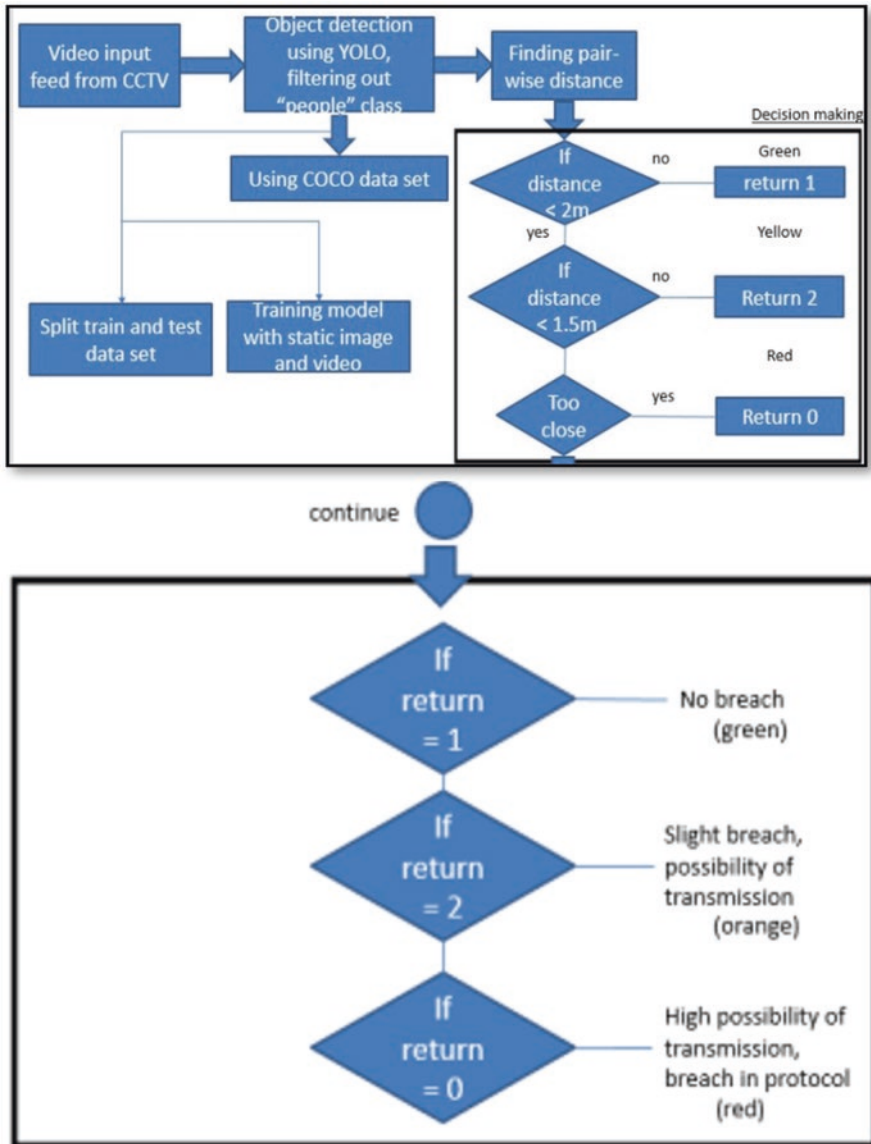 Video input
feed from CCTV
Object detection
using YOLO,
filtering out
“people” class
Finding pair-
wise distance
Using COCO data set
Split train and test
data set
Training model
with static image
and video
Decision making
If
distance
< 2m
no
Green
return 1
yes
Yellow
If
distance
< 1.5m
no
Return 2
Red
Too
close
yes
Return 0
continue
If
return
= 1
No breach
(green)
If
return
= 2
Slight breach,
possibility of
transmission
(orange)
If
return
= 0
High possibility of
transmission,
breach in protocol
(red)